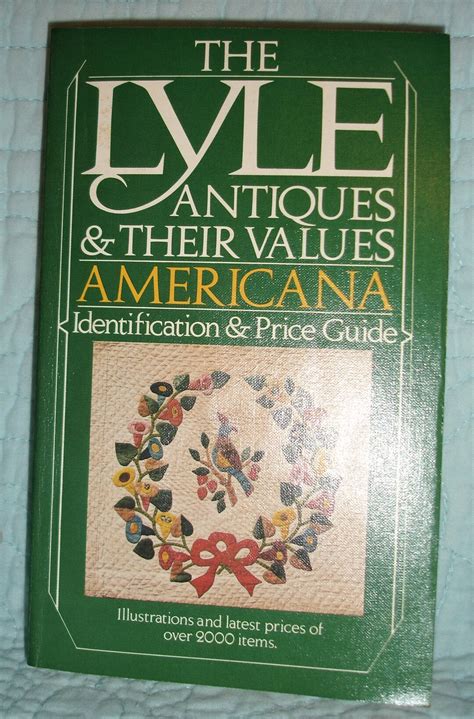 THE
LYLE
ANTIQUES
& THEIR VALUES
AMERICANA
Identification & Price Guide
Illustrations and latest prices of
over 2000 items.